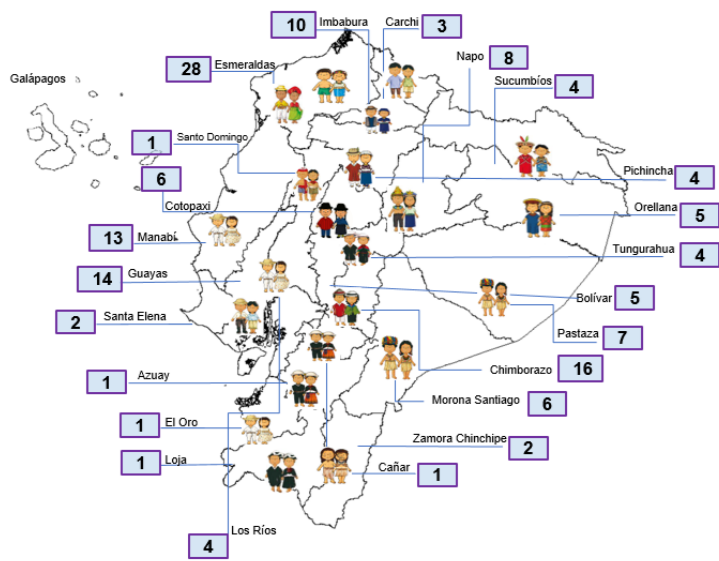 10
Imbabura
Carchi
3
Napo
8
Galápagos
28
Esmeraldas
Sucumbíos
4
1
Santo Domingo
Pichincha
4
6
Cotopaxi
Orellana
5
13
Manabí
Tungurahua
4
14
Guayas
Bolívar
5
2
Santa Elena
Pastaza
7
1
Azuay
Chimborazo
16
Morona Santiago
6
1
El Oro
Zamora Chinchipe
2
1
Loja
Cañar
1
Los Ríos
4